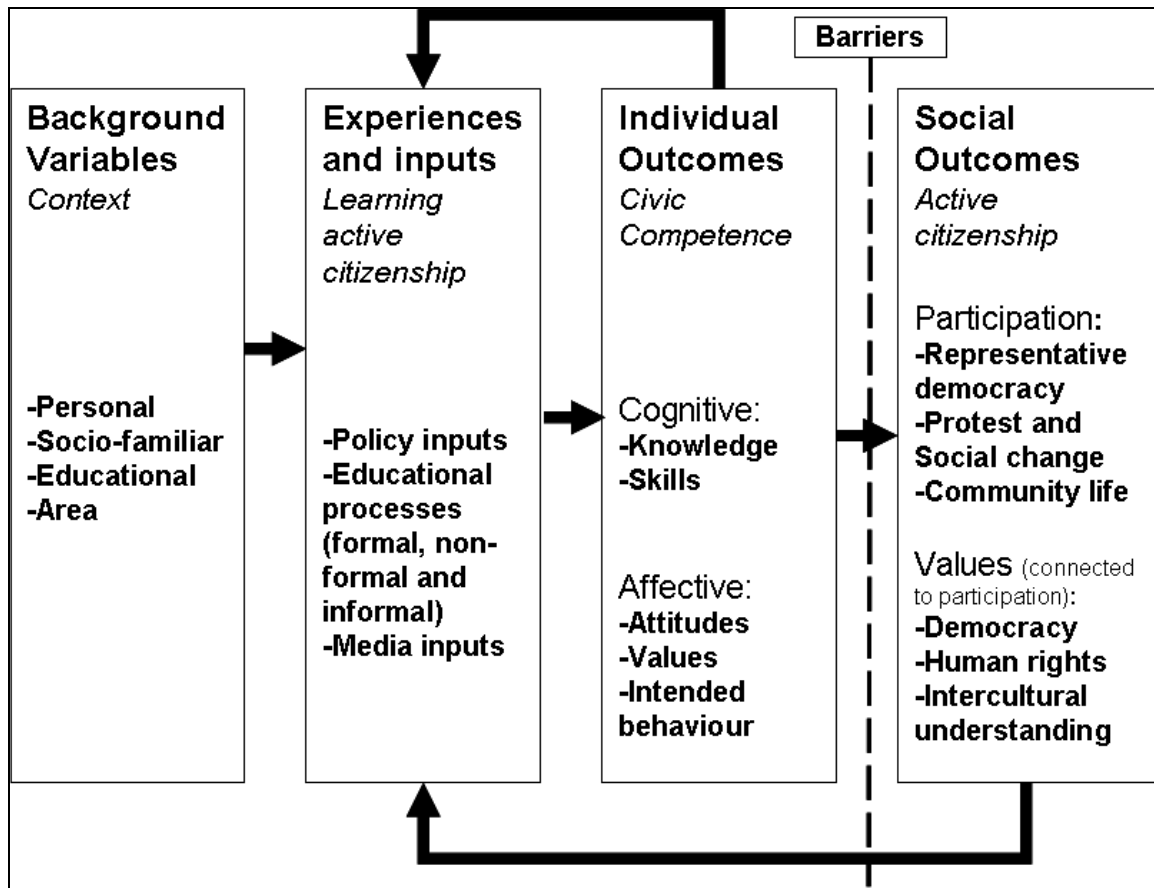 Barriers
Background
Variables
Context
-Personal
-Socio-familiar
-Educational
-Area
Experiences
and inputs
Learning
active
citizenship
-Policy inputs
-Educational
processes
(formal, non-
formal and
informal)
-Media inputs
Individual
Outcomes
Civic
Competence
Cognitive:
-Knowledge
-Skills
Affective:
-Attitudes
-Values
-Intended
behaviour
Social
Outcomes
Active
citizenship
Participation:
-Representative
democracy
-Protest and
Social change
-Community life
Values (connected
to participation):
-Democracy
-Human rights
-Intercultural
understanding